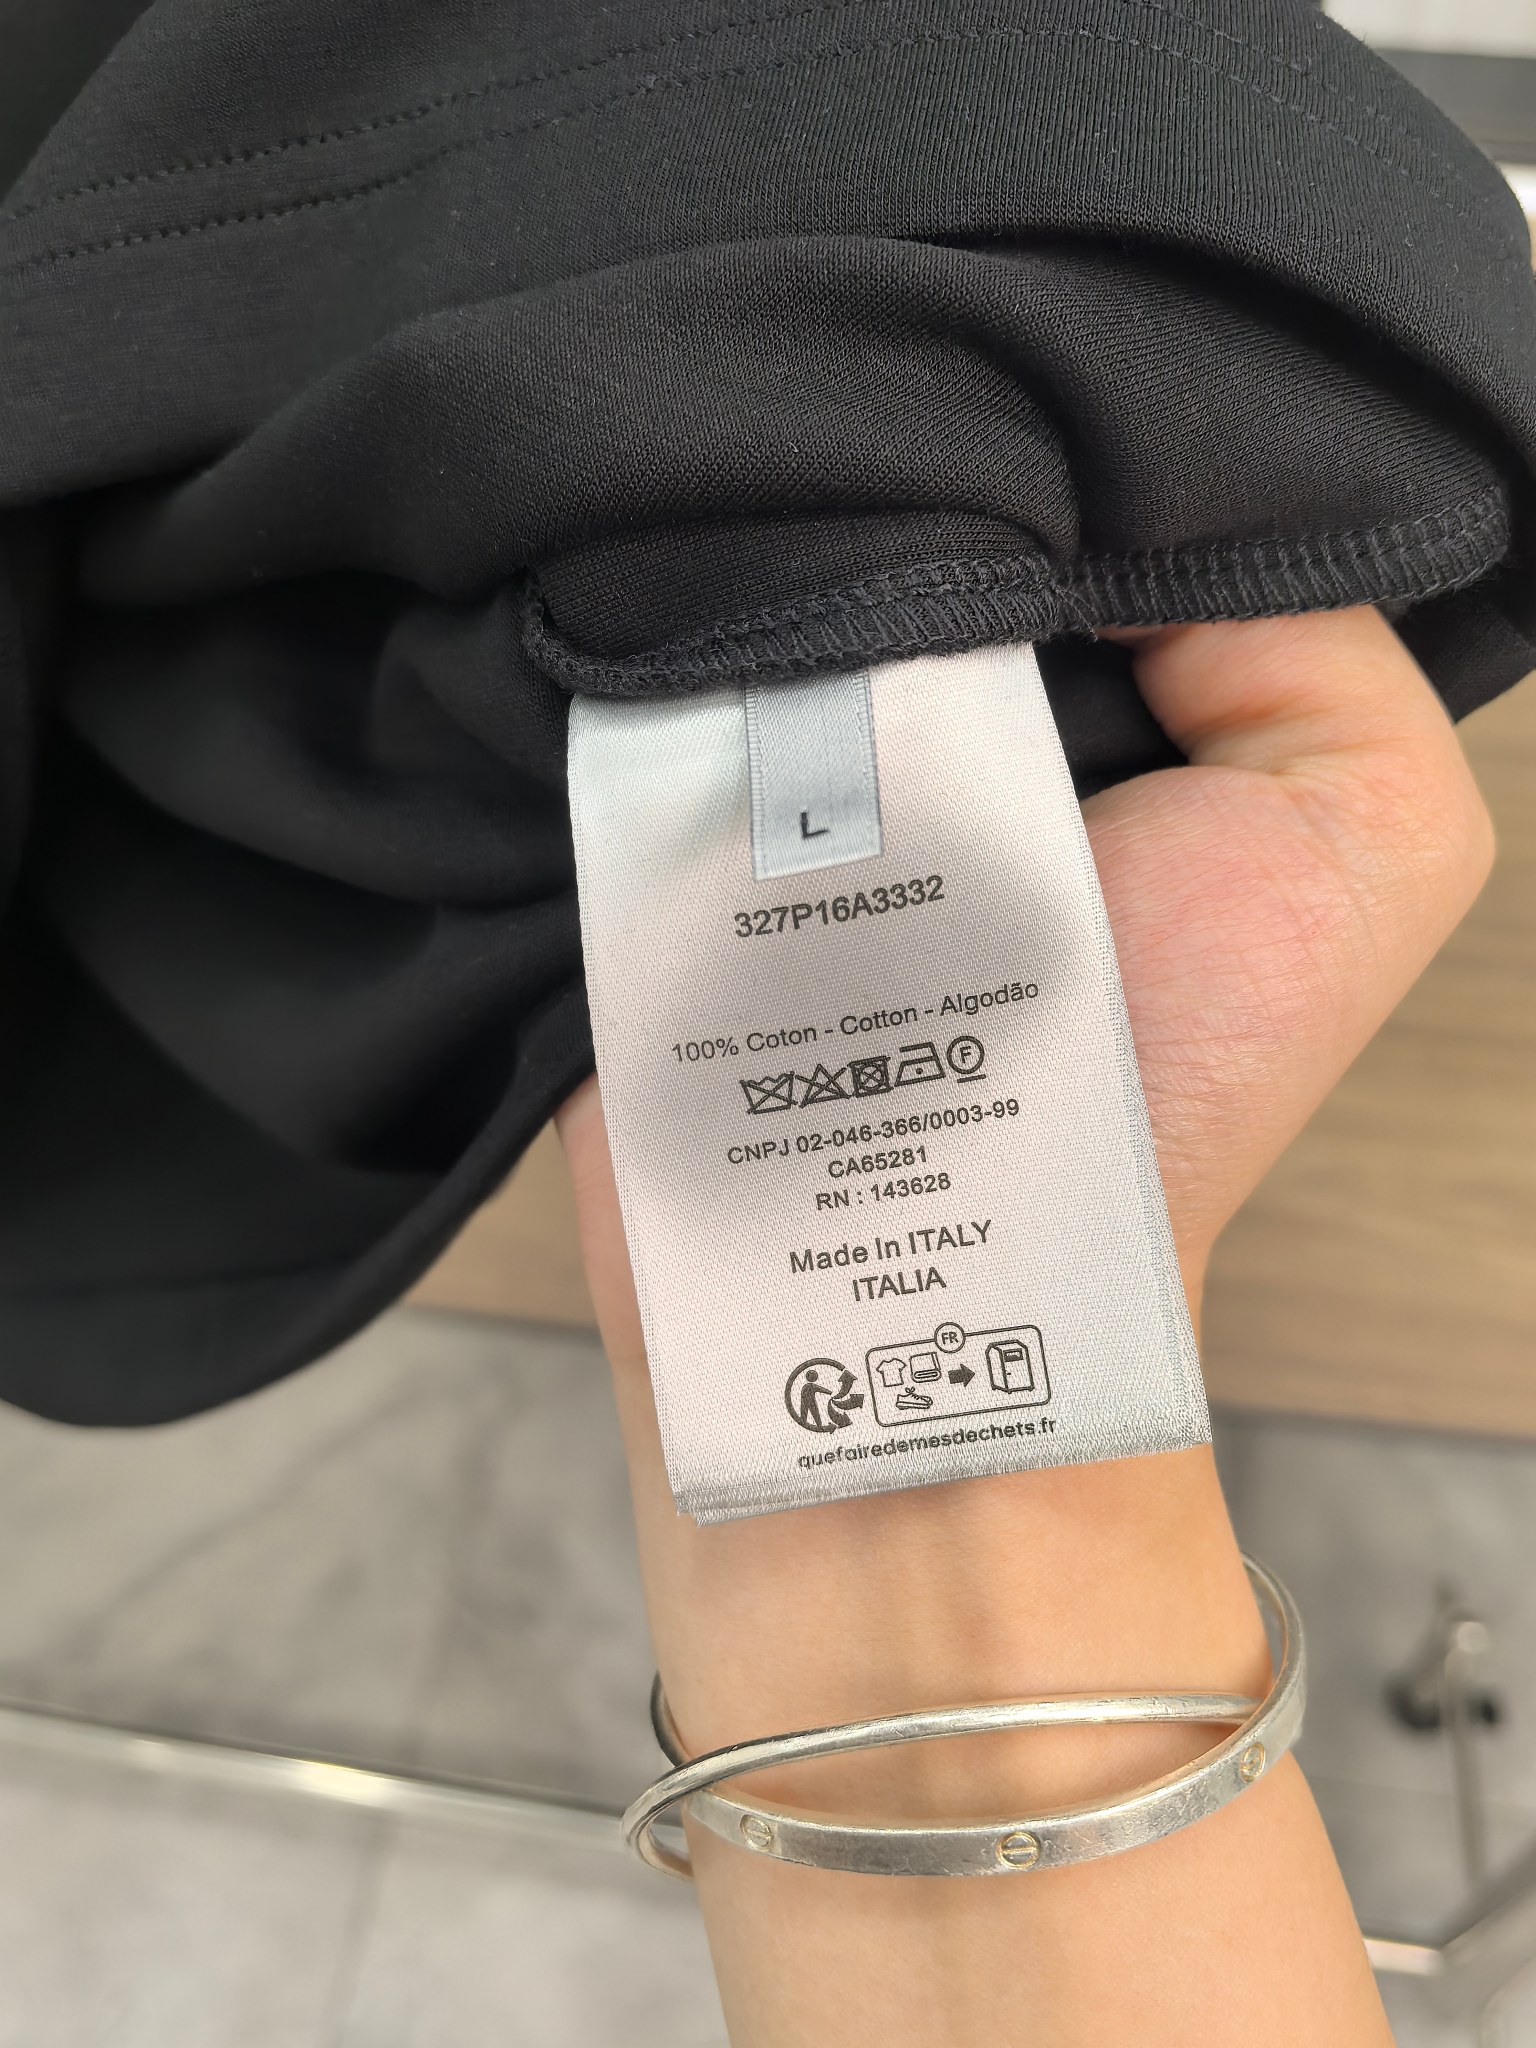 L
327P16A3332
100% Coton - Cotton - Algodão
F
CNPJ 02-046-366/0003-99
CA65281
RN : 143628
Made In ITALY
ITALIA
FR
quefairedemesdechets.fr